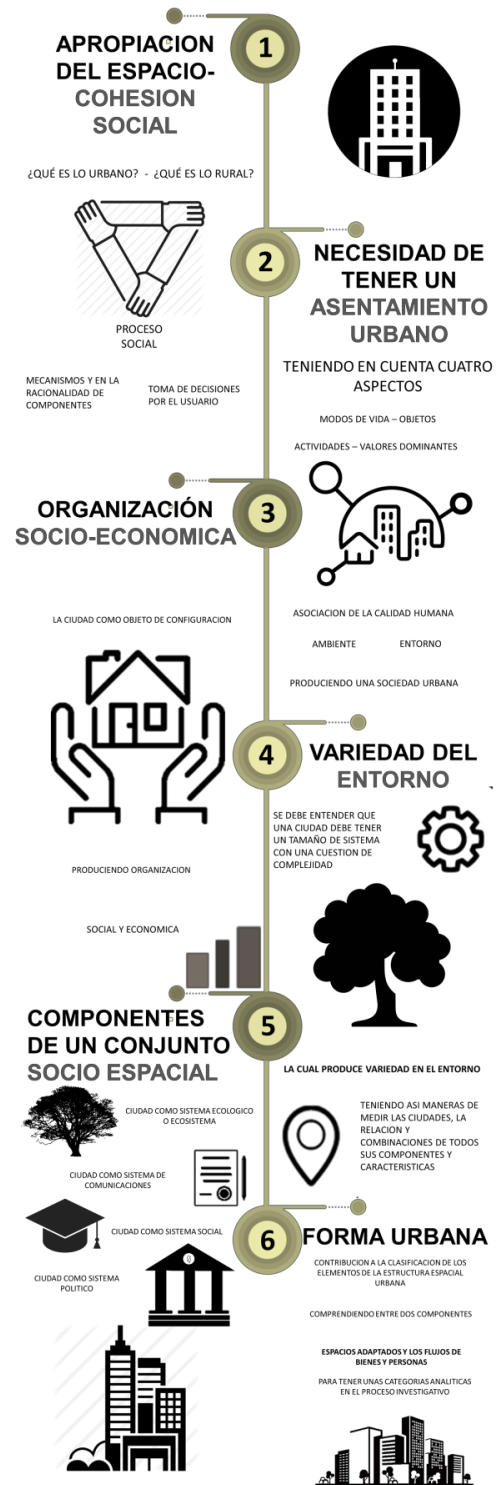 1
APROPIACION
DEL ESPACIO-
COHESION
SOCIAL
¿QUÉ ES LO URBANO? - ¿QUÉ ES LO RURAL?
PROCESO
SOCIAL
MECANISMOS Y EN LA
RACIONALIDAD DE
COMPONENTES
TOMA DE DECISIONES
POR EL USUARIO
2
NECESIDAD DE
TENER UN
ASENTAMIENTO
URBANO
TENIENDO EN CUENTA CUATRO
ASPECTOS
MODOS DE VIDA – OBJETOS
ACTIVIDADES – VALORES DOMINANTES
ASOCIACION DE LA CALIDAD HUMANA
AMBIENTE
ENTORNO
PRODUCIENDO UNA SOCIEDAD URBANA
3
ORGANIZACIÓN
SOCIO-ECONOMICA
LA CIUDAD COMO OBJETO DE CONFIGURACION
PRODUCIENDO ORGANIZACION
SOCIAL Y ECONOMICA
4
VARIEDAD DEL
ENTORNO
SE DEBE ENTENDER QUE
UNA CIUDAD DEBE TENER
UN TAMAÑO DE SISTEMA
CON UNA CUESTION DE
COMPLEJIDAD
LA CUAL PRODUCE VARIEDAD EN EL ENTORNO
TENIENDO ASI MANERAS DE
MEDIR LAS CIUDADES, LA
RELACION Y
COMBINACIONES DE TODOS
SUS COMPONENTES Y
CARACTERISTICAS
5
COMPONENTES
DE UN CONJUNTO
SOCIO ESPACIAL
CIUDAD COMO SISTEMA ECOLOGICO
O ECOSISTEMA
CIUDAD COMO SISTEMA DE
COMUNICACIONES
CIUDAD COMO SISTEMA SOCIAL
CIUDAD COMO SISTEMA
POLITICO
6
FORMA URBANA
CONTRIBUCION A LA CLASIFICACION DE LOS
ELEMENTOS DE LA ESTRUCTURA ESPACIAL
URBANA
COMPRENDIENDO ENTRE DOS COMPONENTES
ESPACIOS ADAPTADOS Y LOS FLUJOS DE
BIENES Y PERSONAS
PARA TENER UNAS CATEGORIAS ANALITICAS
EN EL PROCESO INVESTIGATIVO